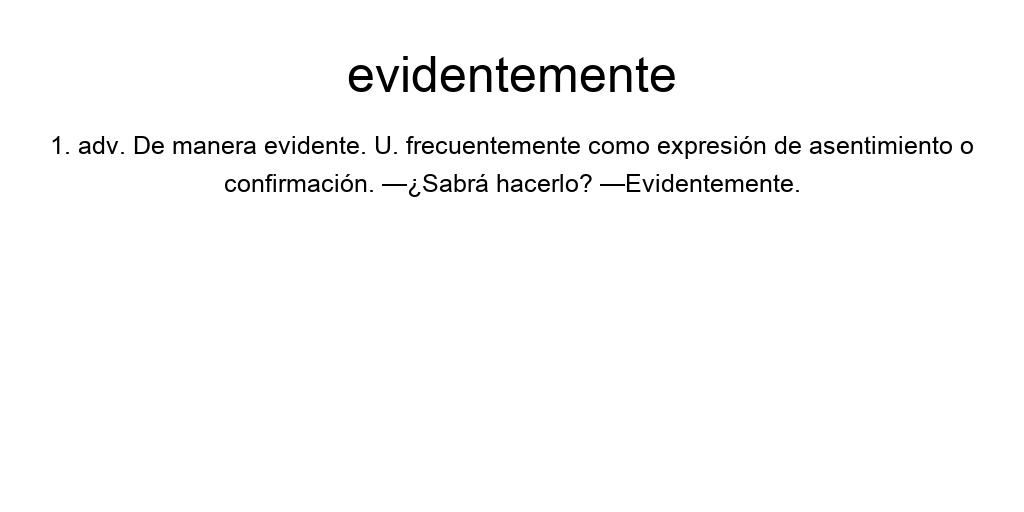 evidentemente
1. adv. De manera evidente. U. frecuentemente como expresión de asentimiento o
confirmación. —¿Sabrá hacerlo? —Evidentemente.